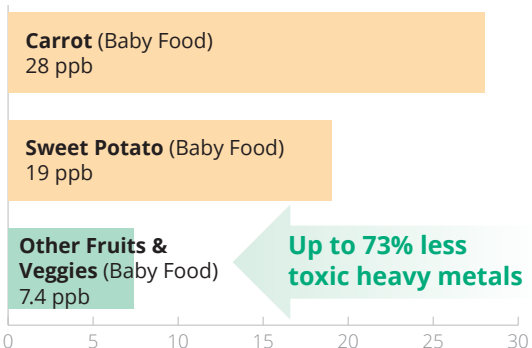 Carrot (Baby Food)
28 ppb
Sweet Potato (Baby Food)
19 ppb
Other Fruits &
Veggies (Baby Food)
7.4 ppb
Up to 73% less
toxic heavy metals
0 5 10 15 20 25 30